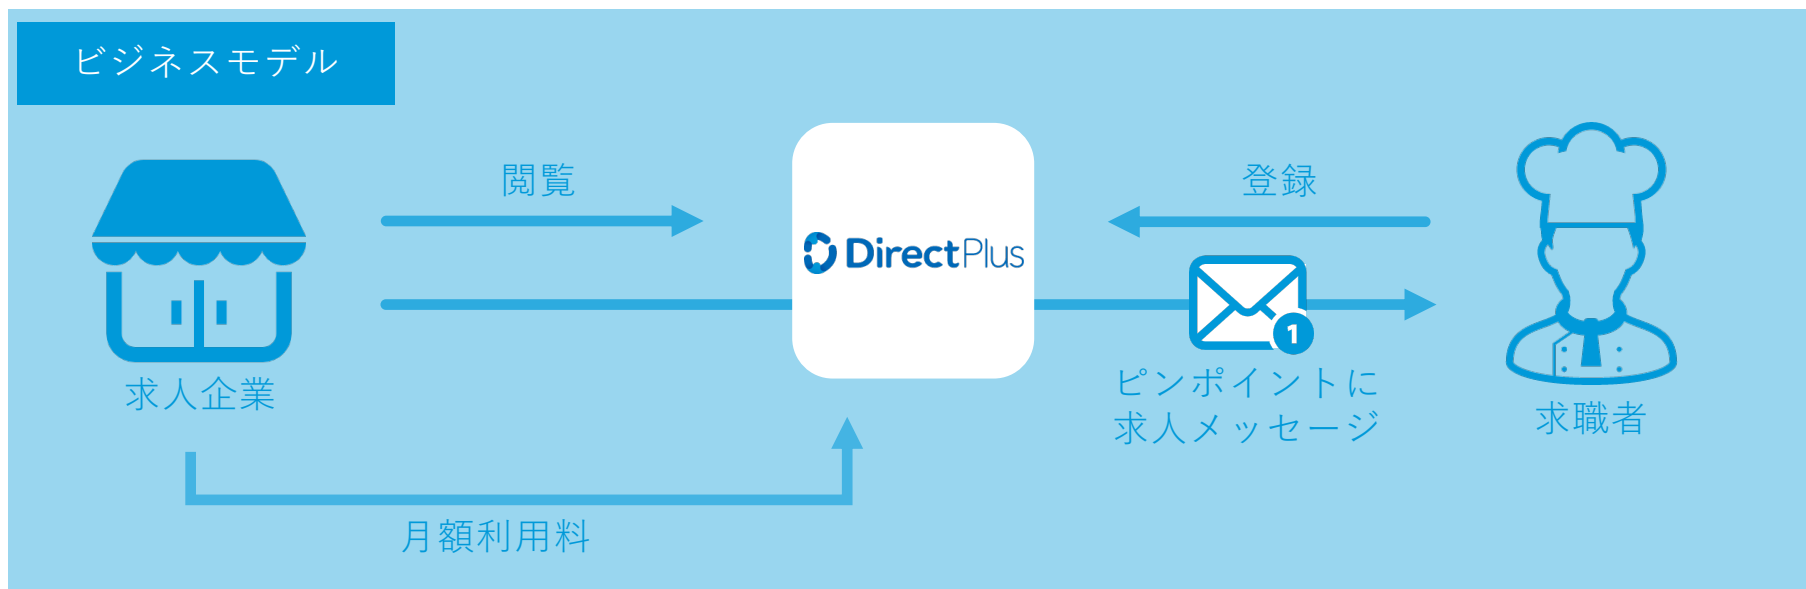 ビジネスモデル
閲覧
登録
DirectPlus
1
ピンポイントに
求人メッセージ
求人企業
求職者
月額利用料